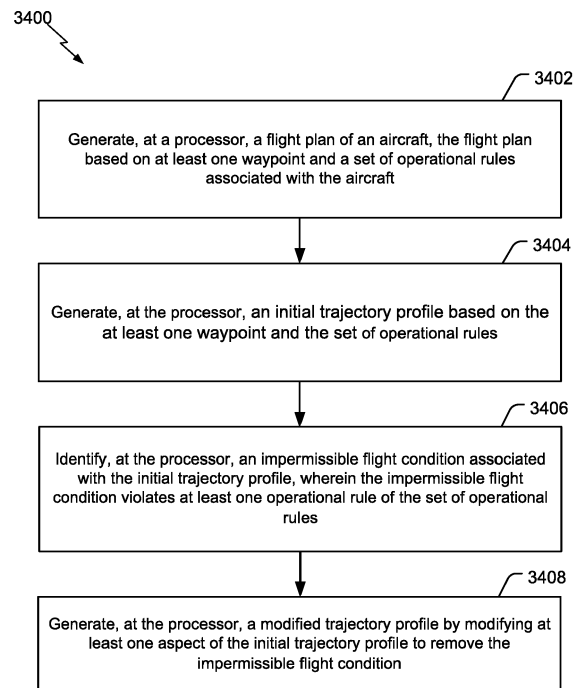 3400
3402
Generate, at a processor, a flight plan of an aircraft, the flight plan
based on at least one waypoint and a set of operational rules
associated with the aircraft
3404
Generate, at the processor, an initial trajectory profile based on the
at least one waypoint and the set of operational rules
3406
Identify, at the processor, an impermissible flight condition associated
with the initial trajectory profile, wherein the impermissible flight
condition violates at least one operational rule of the set of operational
rules
3408
Generate, at the processor, a modified trajectory profile by modifying at
least one aspect of the initial trajectory profile to remove the
impermissible flight condition